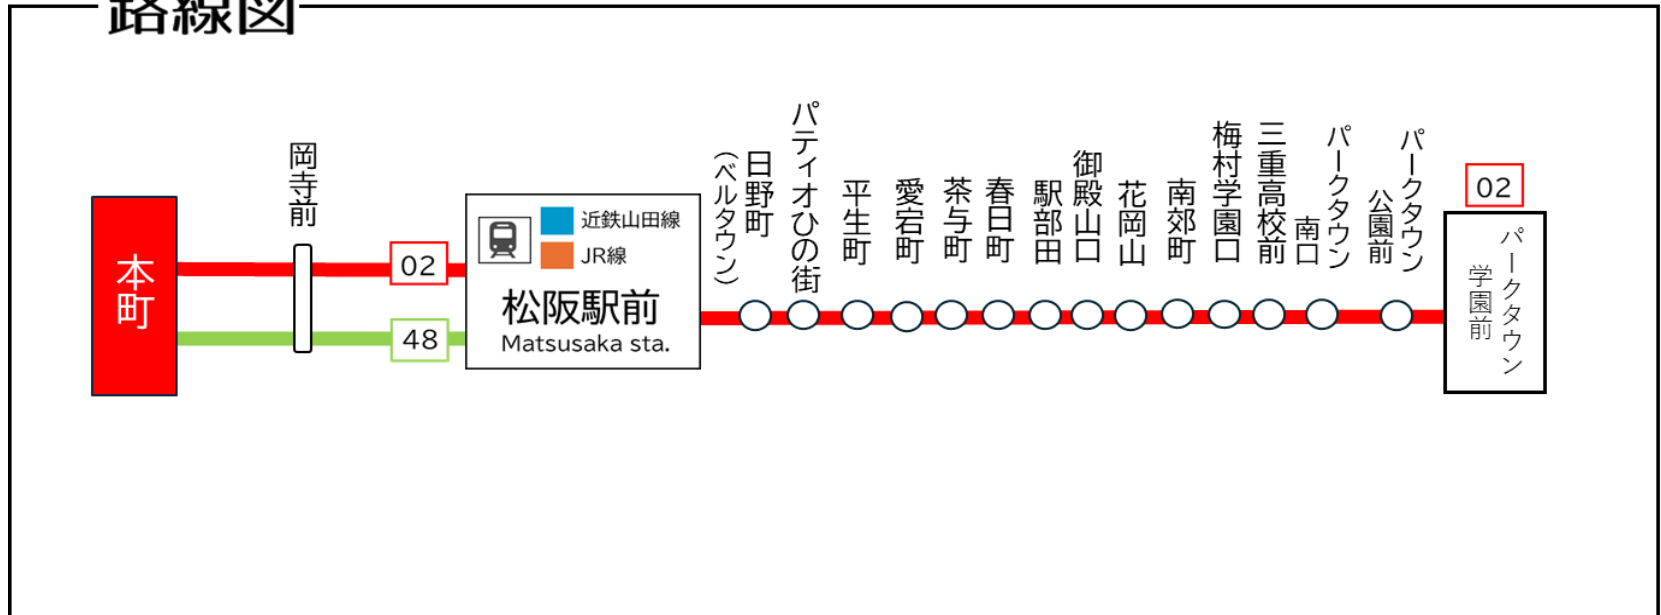 路線図
本町
岡寺前
02
48
近鉄山田線
JR線
松阪駅前
Matsusaka sta.
日野町
（ベルタウン）
パティオひの街
平生町
愛宕町
茶与町
春日町
駅部田
御殿山口
花岡山
南郊町
梅村学園口
三重高校前
パークタウン
南口
パークタウン
公園前
02
パークタウン
学園前